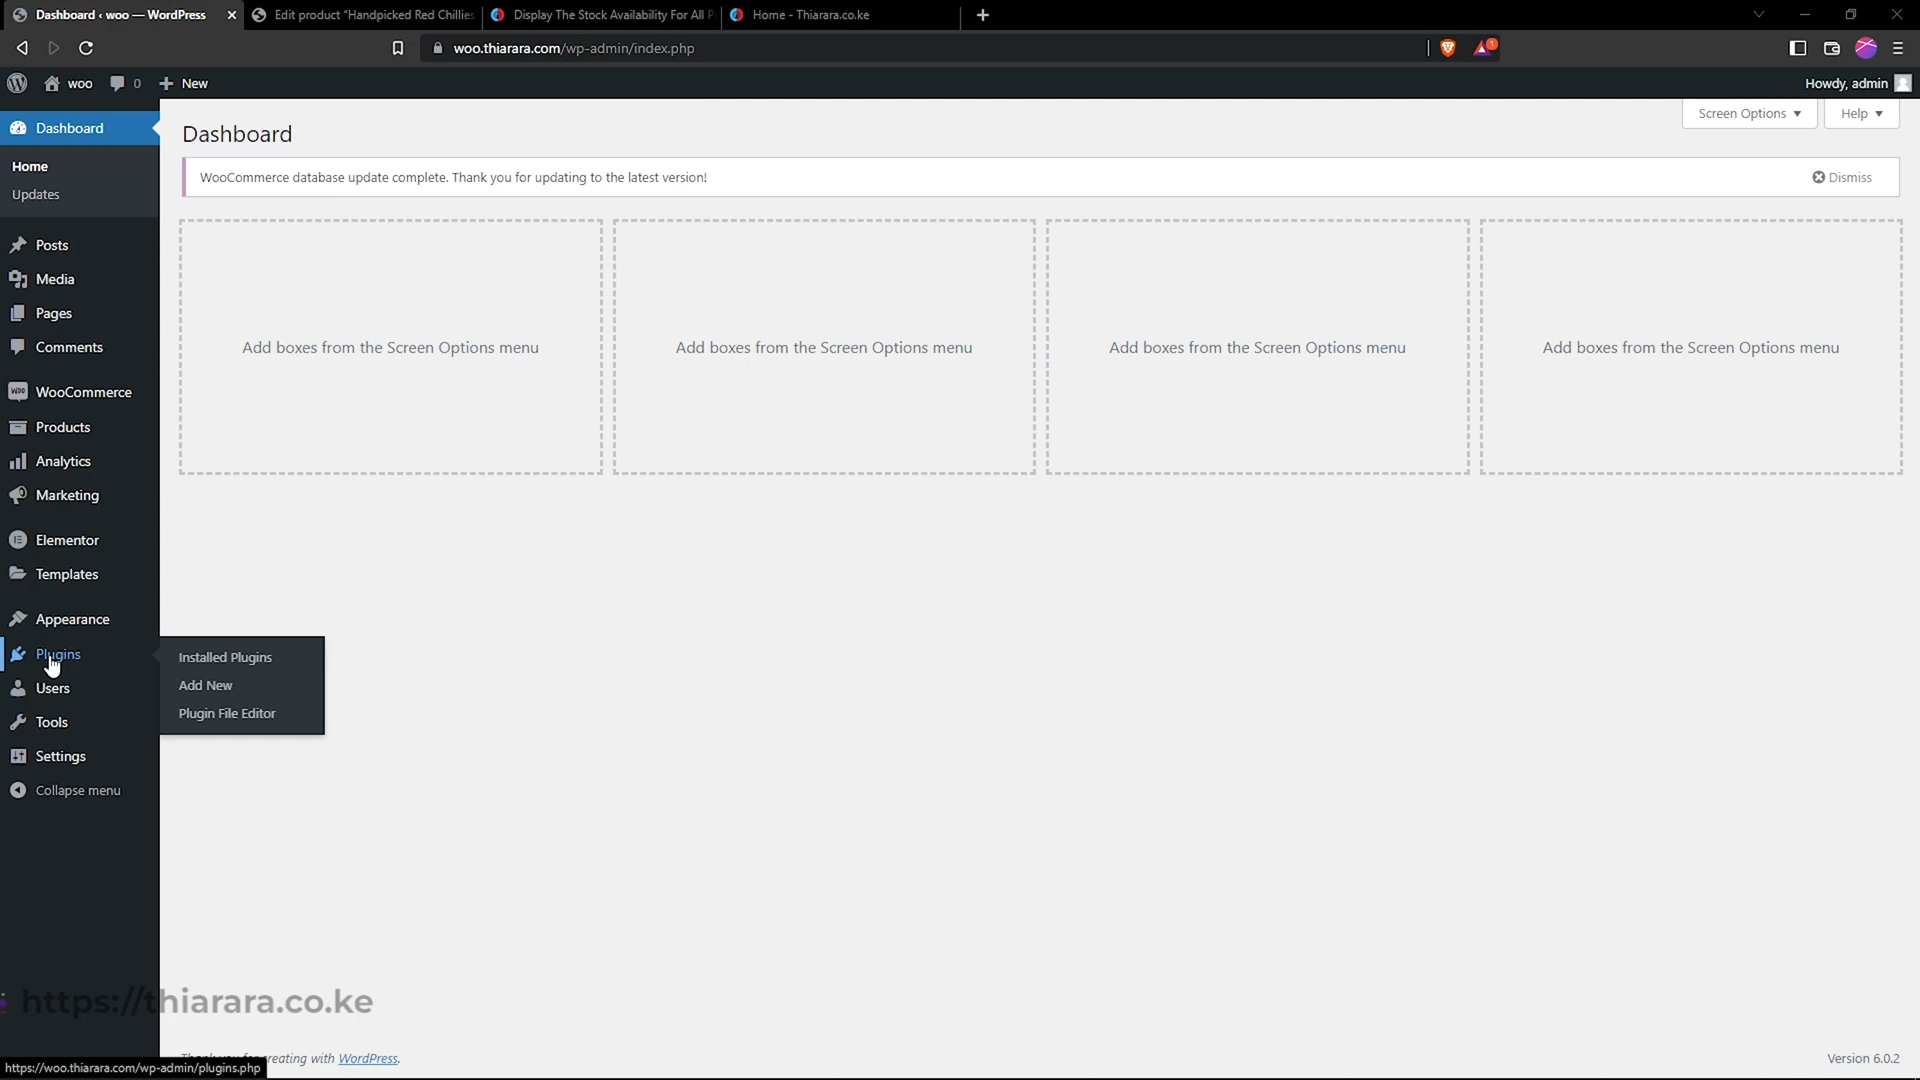 Dashboard ‹ woo — WordPress
Edit product "Handpicked Red Chillies
Display The Stock Availability For All P
Home - Thiarara.co.ke
woo.thiarara.com/wp-admin/index.php
1
woo
0
New
Howdy, admin
Dashboard
Home
Updates
Posts
Media
Pages
Comments
WooCommerce
Products
Analytics
Marketing
Elementor
Templates
Appearance
Plugins
Users
Tools
Settings
Collapse menu
Installed Plugins
Add New
Plugin File Editor
Screen Options
Help
Dashboard
WooCommerce database update complete. Thank you for updating to the latest version!
Dismiss
Add boxes from the Screen Options menu
Add boxes from the Screen Options menu
Add boxes from the Screen Options menu
Add boxes from the Screen Options menu
https://thiarara.co.ke
creating with WordPress.
Version 6.0.2
https://woo.thiarara.com/wp-admin/plugins.php